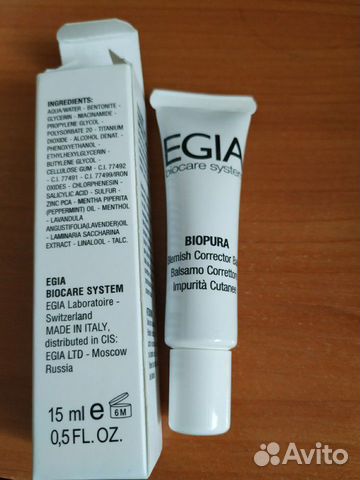 INGREDIENTS:
AQUA/WATER - BENTONITE -
GLYCERIN - NIACINAMIDE -
PROPYLENE GLYCOL -
POLYSORBATE 20 - TITANIUM
DIOXIDE - ALCOHOL DENAT. -
PHENOXYETHANOL -
ETHYLHEXYLGLYCERIN -
BUTYLENE GLYCOL -
CELLULOSE GUM - C.I. 77492
- C.I. 77491 - C.I. 77499/IRON
OXIDES - CHLORPHENESIN -
SALICYLIC ACID - SULFUR -
ZINC PCA - MENTHA PIPERITA
(PEPPERMINT) OIL - MENTHOL
- LAVANDULA
ANGUSTIFOLIA(LAVENDER)OIL
- LAMINARIA SACCHARINA
EXTRACT - LINALOOL - TALC.
EGIA
BIOCARE SYSTEM
EGIA Laboratoire -
Switzerland
MADE IN ITALY,
distributed in CIS:
EGIA LTD - Moscow
Russia
15 ml e 6M
0,5 FL. OZ.
EGIA
biocare system
BIOPURA
Blemish Corrector Ba
Balsamo Corretto
Impurità Cutanee
Avito